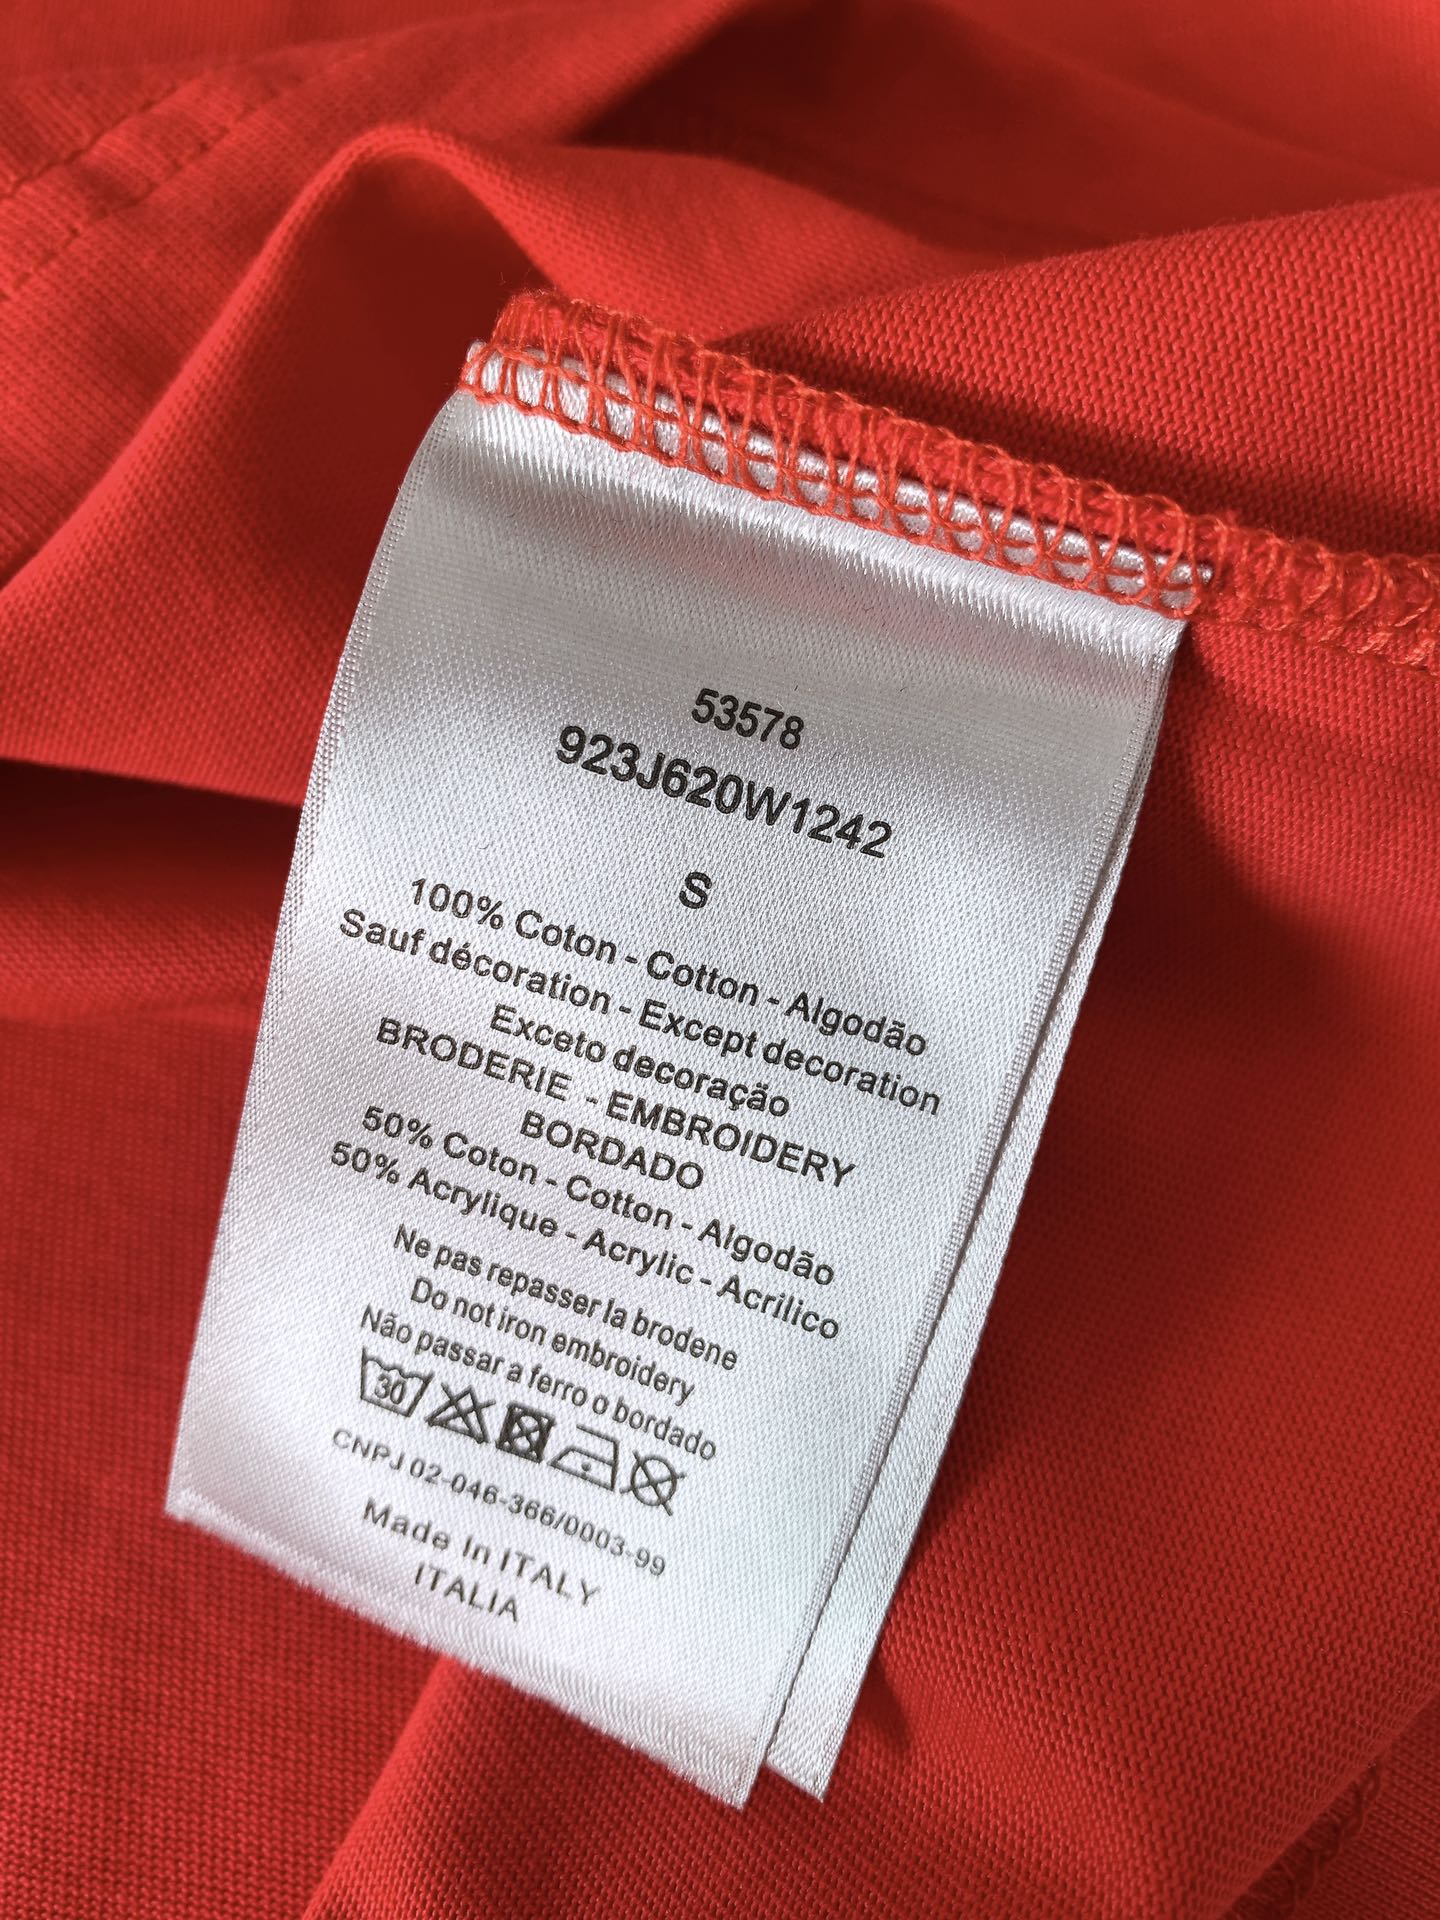 53578
923J620W1242
S
100% Coton - Cotton - Algodão
Sauf décoration - Except decoration
Exceto decoração
BRODERIE - EMBROIDERY
BORDADO
50% Coton - Cotton - Algodão
50% Acrylique - Acrylic - Acrilico
Ne pas repasser la brodene
Do not iron embroidery
Não passar a ferro o bordado
30
CNPJ 02-046-366/0003-99
Made In ITALY
ITALIA